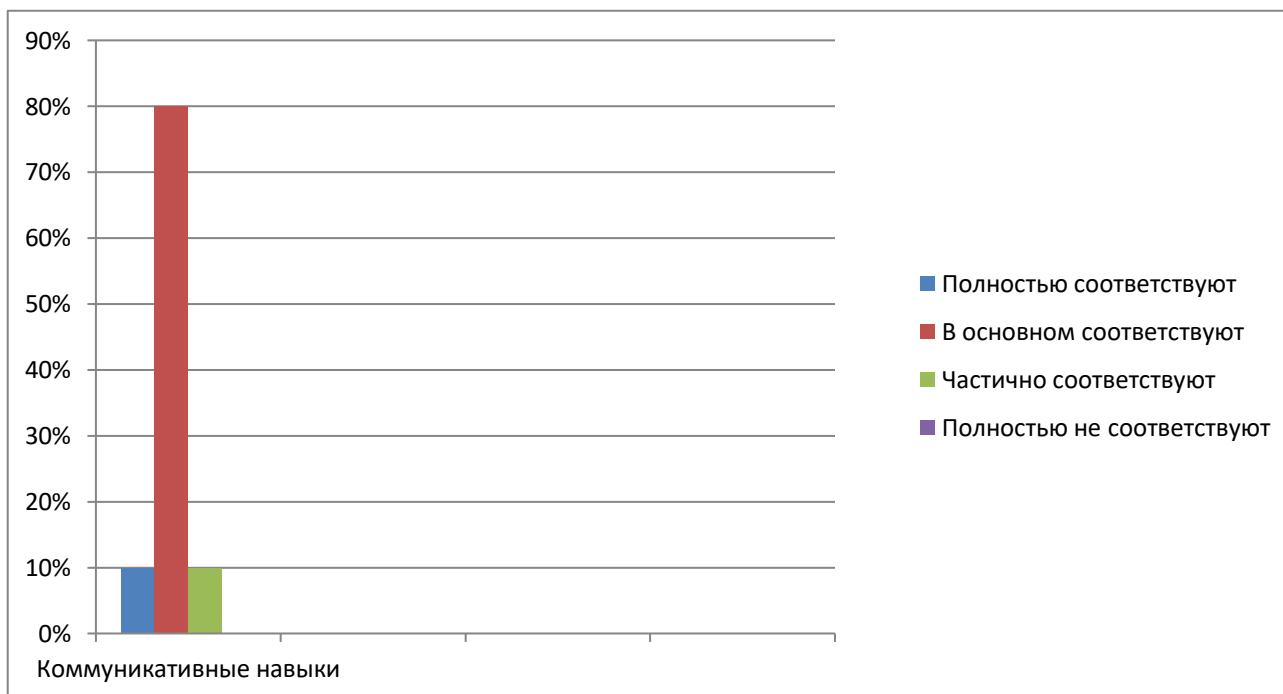 90%
80%
70%
60%
50%
40%
30%
20%
10%
0%
Коммуникативные навыки
Полностью соответствуют
В основном соответствуют
Частично соответствуют
Полностью не соответствуют